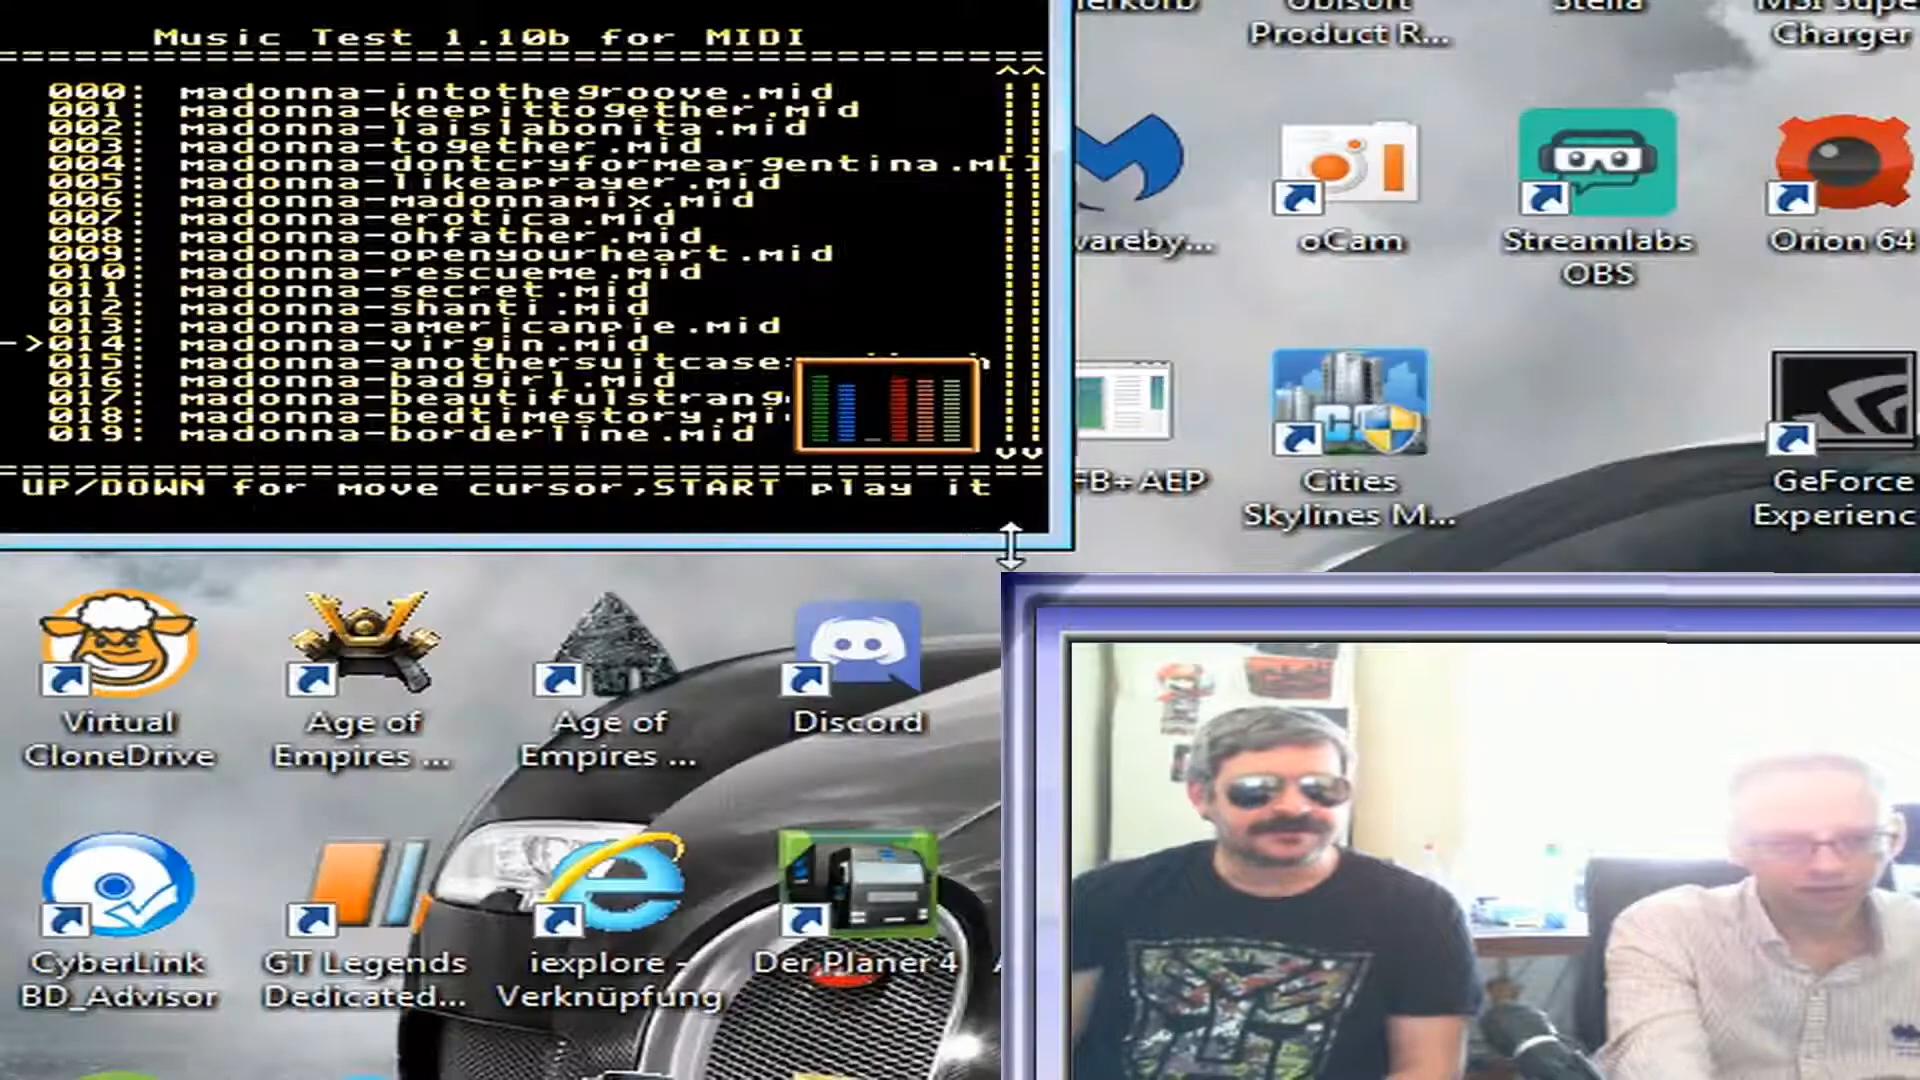 Music Test 1.10b for MIDI
000: madonna-intothegroove.mid
001: madonna-keepittogether.mid
002: madonna-laislabonita.mid
003: madonna-together.mid
004: madonna-dontcryformeargentina.m[]
005: madonna-likeaprayer.mid
006: madonna-madonnamix.mid
007: madonna-erotica.mid
008: madonna-ohfather.mid
009: madonna-openyourheart.mid
010: madonna-rescueme.mid
011: madonna-secret.mid
012: madonna-shanti.mid
013: madonna-americanpie.mid
->014: madonna-virgin.mid
015: madonna-anothersuitcase
016: madonna-badgirl.mid
017: madonna-beautifulstrang
018: madonna-bedtimestory.mi
019: madonna-borderline.mid
UP/DOWN for move cursor,START play it
Product R...
Charger
vareby...
oCam
Streamlabs
OBS
Orion 64
FB+AEP
Cities
Skylines M...
GeForce
Experienc
Virtual
CloneDrive
Age of
Empires ...
Age of
Empires ...
Discord
CyberLink
BD_Advisor
GT Legends
Dedicated...
iexplore -
Verknüpfung
Der Planer 4